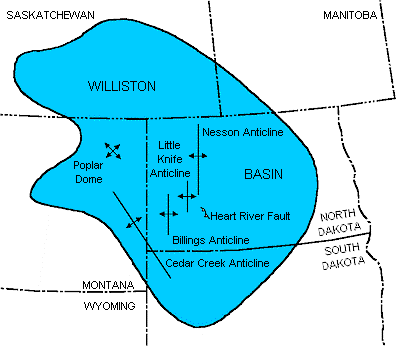 SASKATCHEWAN
MANITOBA
WILLISTON
Nesson Anticline
Little
Knife
Anticline
Poplar
Dome
BASIN
Heart River Fault
NORTH
DAKOTA
Billings Anticline
SOUTH
DAKOTA
Cedar Creek Anticline
MONTANA
WYOMING